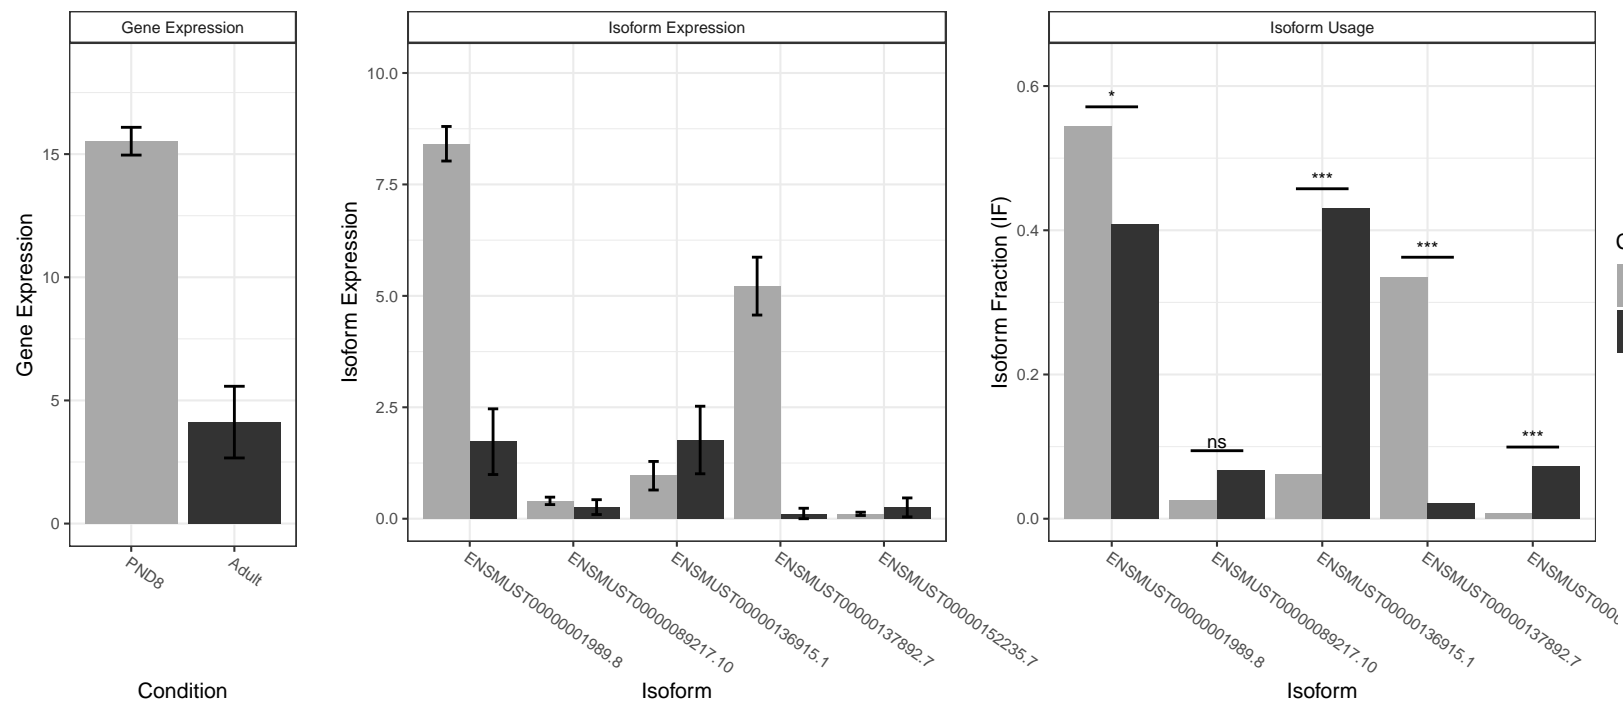 Gene Expression
Isoform Expression
Isoform Usage
Gene Expression
15
10
5
0
PND8
Adult
Condition
Isoform Expression
10.0
7.5
5.0
2.5
0.0
ENSMUST00000001989.8
ENSMUST00000089217.10
ENSMUST00000136915.1
ENSMUST00000137892.7
ENSMUST00000152235.7
Isoform
Isoform Fraction (IF)
0.6
0.4
0.2
0.0
*
ns
***
***
***
ENSMUST00000001989.8
ENSMUST00000089217.10
ENSMUST00000136915.1
ENSMUST00000137892.7
Isoform